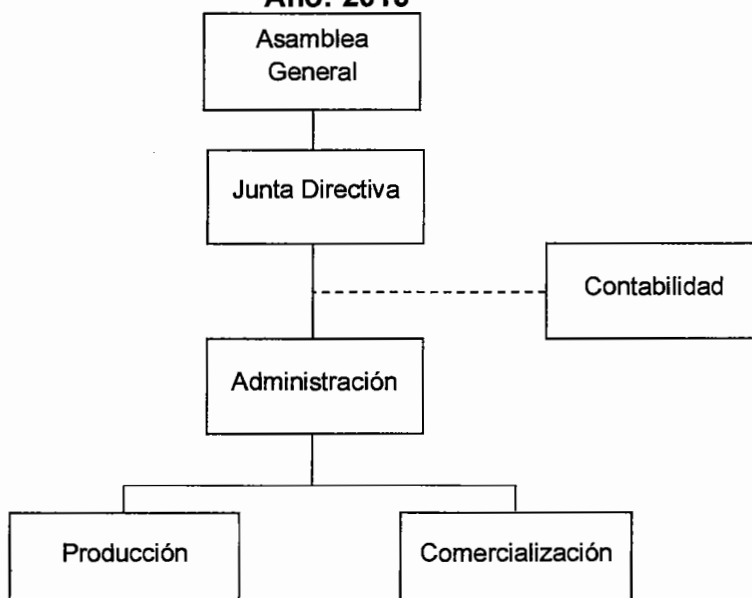 Asamblea
General
Junta Directiva
Contabilidad
Administración
Producción
Comercialización